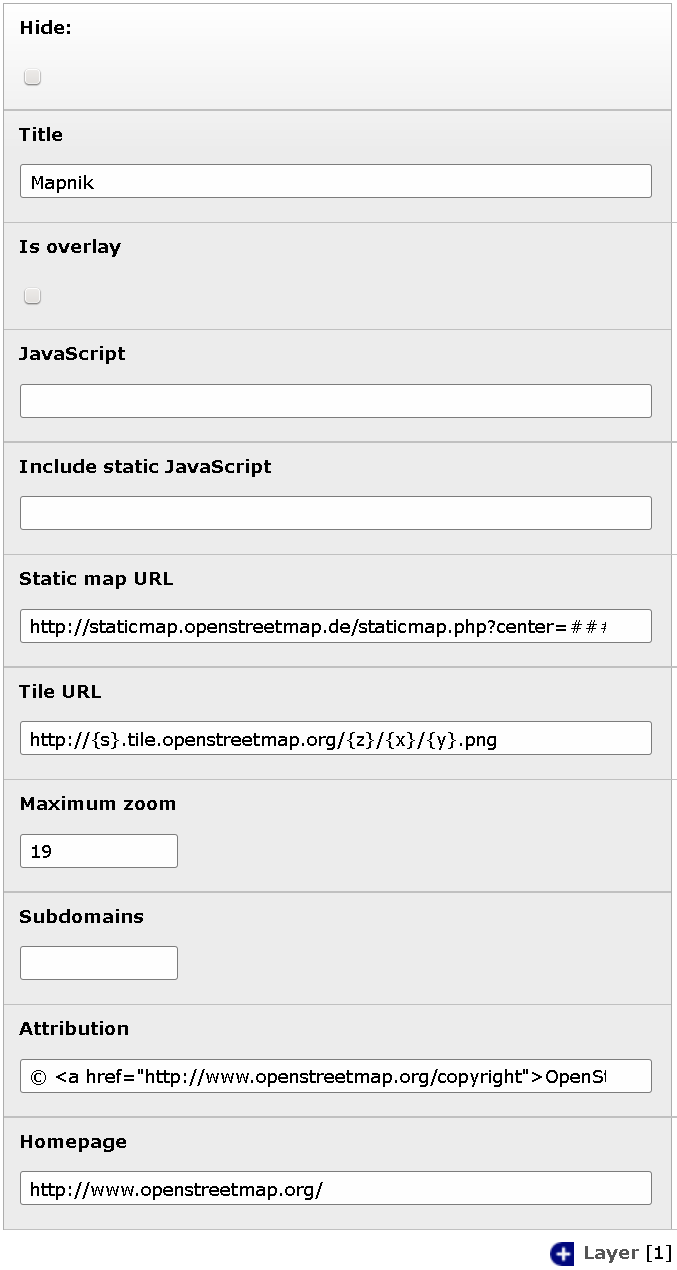 Hide:
Title
Mapnik
Is overlay
JavaScript
Include static JavaScript
Static map URL
http://staticmap.openstreetmap.de/staticmap.php?center=###
Tile URL
http://{s}.tile.openstreetmap.org/{z}/{x}/{y}.png
Maximum zoom
19
Subdomains
Attribution
© <a href="http://www.openstreetmap.org/copyright">OpenSt
Homepage
http://www.openstreetmap.org/
Layer [1]